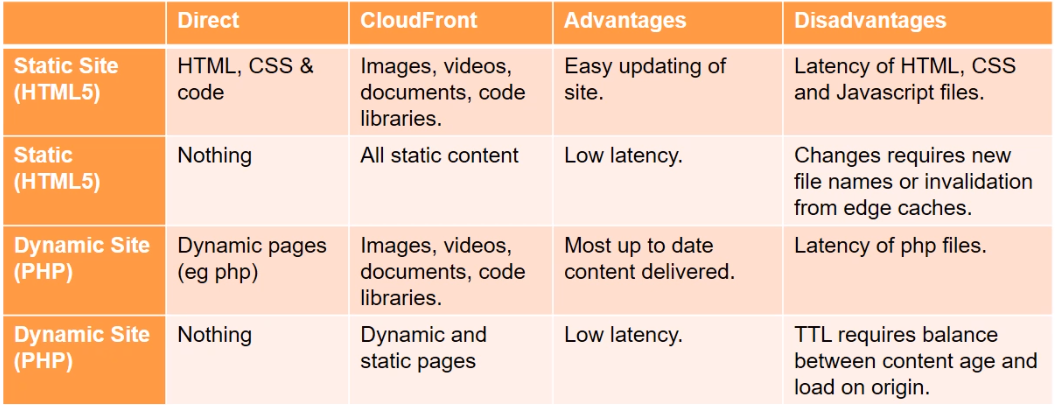 Direct CloudFront Advantages Disadvantages
Static Site HTML, CSS & Images, videos, Easy updating of Latency of HTML, CSS
(HTML5) code documents, code site. and Javascript files.
libraries.
Static Nothing All static content Low latency. Changes requires new
(HTML5) file names or invalidation
from edge caches.
Dynamic Site Dynamic pages Images, videos, Most up to date Latency of php files.
(PHP) (eg php) documents, code content delivered.
libraries.
Dynamic Site Nothing Dynamic and Low latency. TTL requires balance
(PHP) static pages between content age and
load on origin.